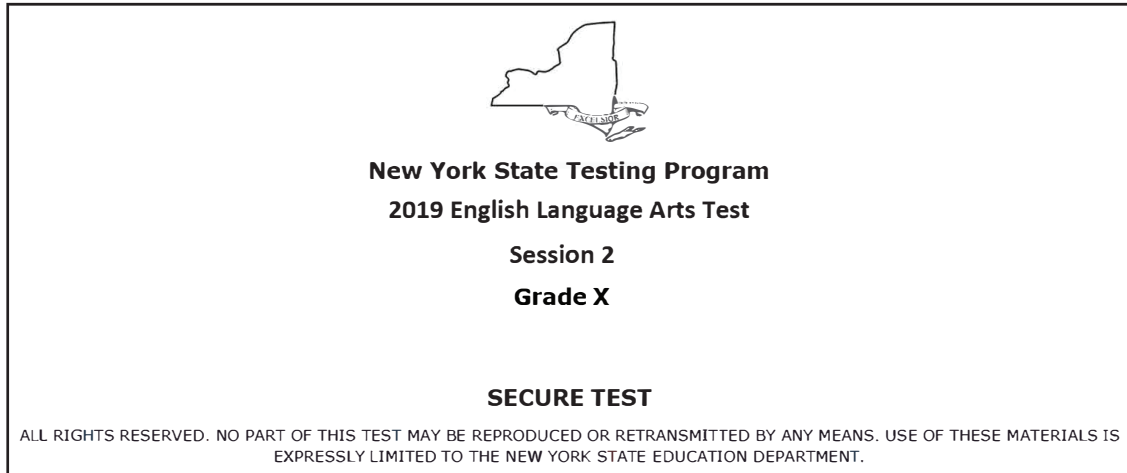 EXCELSIOR
New York State Testing Program
2019 English Language Arts Test
Session 2
Grade X
SECURE TEST
ALL RIGHTS RESERVED. NO PART OF THIS TEST MAY BE REPRODUCED OR RETRANSMITTED BY ANY MEANS. USE OF THESE MATERIALS IS
EXPRESSLY LIMITED TO THE NEW YORK STATE EDUCATION DEPARTMENT.